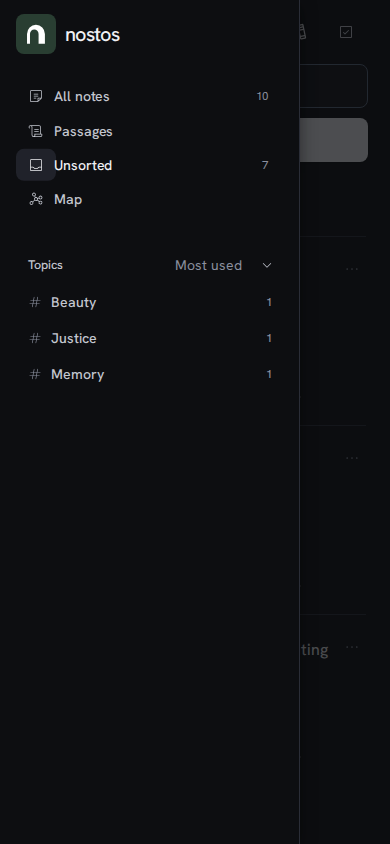 nostos
All notes 10
Passages
Unsorted 7
Map
Topics Most used
# Beauty 1
# Justice 1
# Memory 1
ting